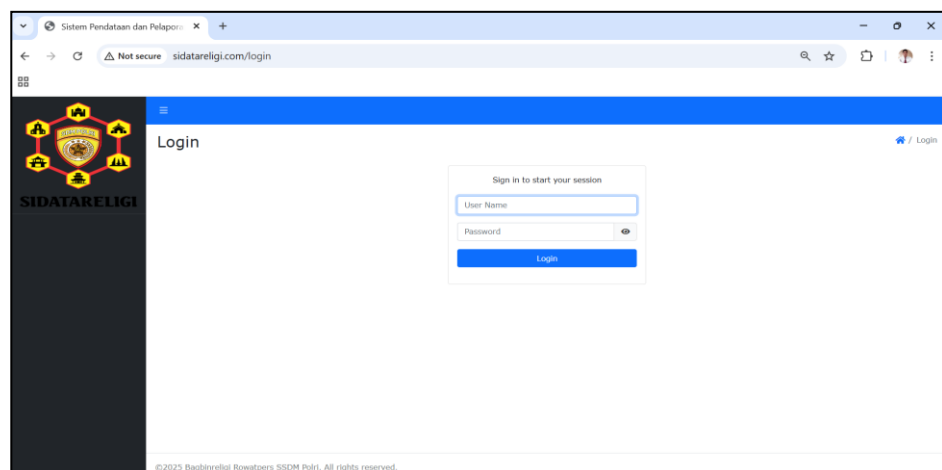 Sistem Pendataan dan Pelapora
Not secure sidatareligi.com/login
SIDATARELIGI
Login
/ Login
Sign in to start your session
User Name
Password
Login
©2025 Bagbinreligi Rowatpers SSDM Polri. All rights reserved.